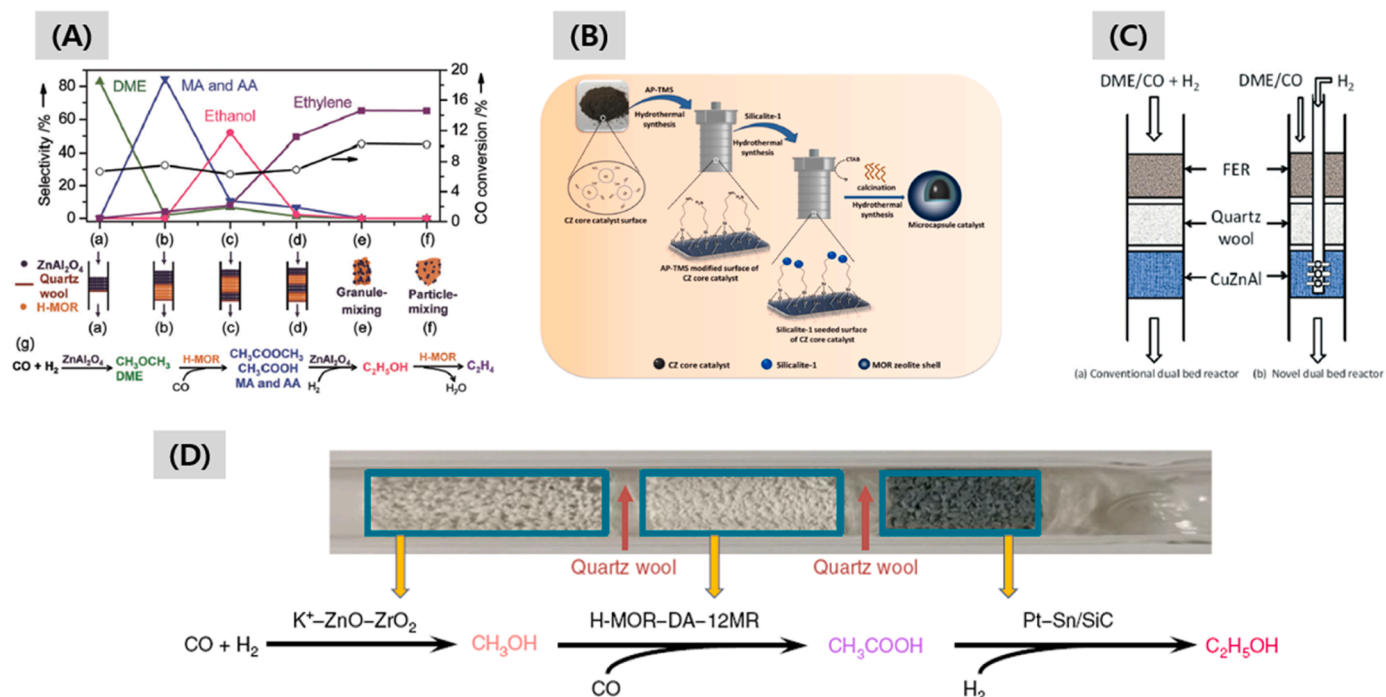 (A)
Selectivity /%
CO conversion /%
80
60
40
20
0
20
16
12
8
4
0
DME
MA and AA
Ethanol
Ethylene
(a) (b) (c) (d) (e) (f)
ZnAl2O4
Quartz
wool
H-MOR
Granule-
mixing
Particle-
mixing
(a) (b) (c) (d) (e) (f)
(g)
CO + H2 ZnAl2O4 CH3OCH3 H-MOR CH3COOCH3 ZnAl2O4 C2H5OH H-MOR C2H4
DME CO CH3COOH H2 H2O
MA and AA
(B)
AP-TMS
Hydrothermal
synthesis
Silicalite-1
Hydrothermal
synthesis
CTAB
calcination
Hydrothermal
synthesis
CZ core catalyst surface
Microcapsule catalyst
AP-TMS modified surface of
CZ core catalyst
Silicalite-1 seeded surface
of CZ core catalyst
CZ core catalyst
Silicalite-1
MOR zeolite shell
(C)
DME/CO + H2
DME/CO
H2
FER
Quartz
wool
CuZnAl
(a) Conventional dual bed reactor
(b) Novel dual bed reactor
(D)
Quartz wool
Quartz wool
K+–ZnO–ZrO2
H-MOR–DA–12MR
Pt–Sn/SiC
CO + H2
CH3OH
CH3COOH
C2H5OH
CO
H2